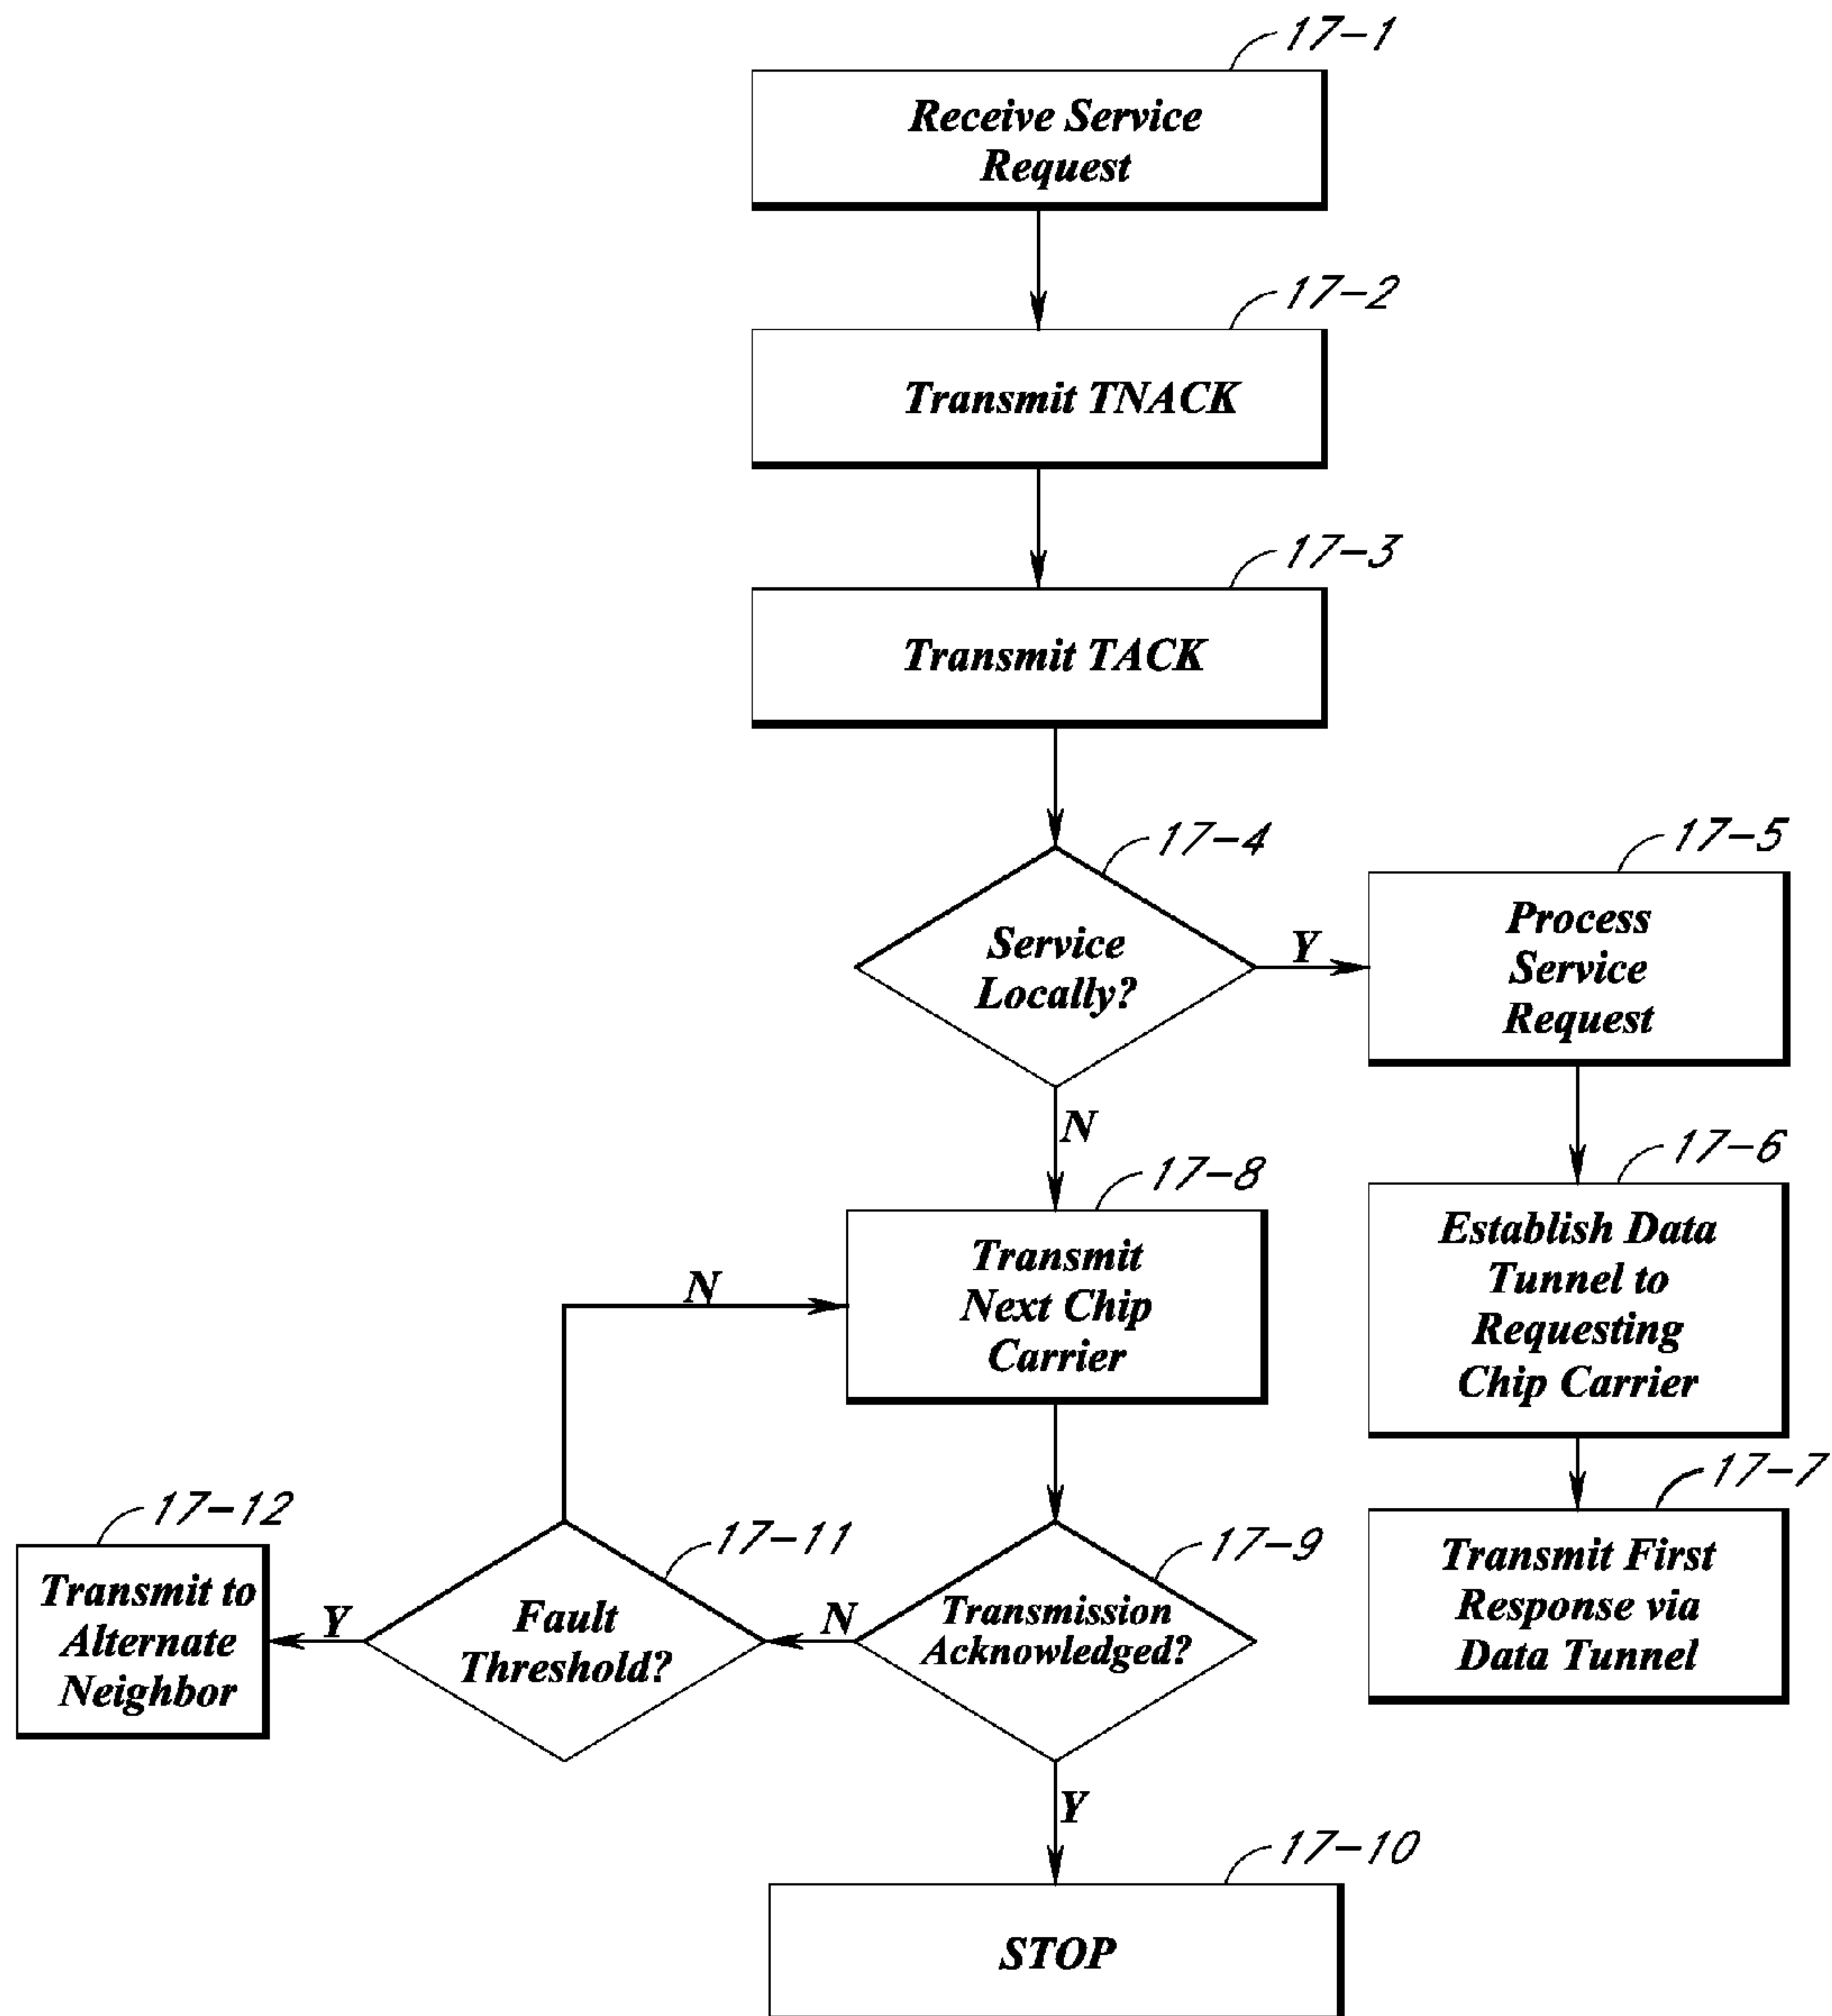 17-1
Receive Service
Request
17-2
Transmit TNACK
17-3
Transmit TACK
17-4
Service
Locally?
Y
N
17-5
Process
Service
Request
17-6
Establish Data
Tunnel to
Requesting
Chip Carrier
17-7
Transmit First
Response via
Data Tunnel
17-8
Transmit
Next Chip
Carrier
N
17-9
Transmission
Acknowledged?
N
Y
17-11
Fault
Threshold?
Y
17-12
Transmit to
Alternate
Neighbor
17-10
STOP